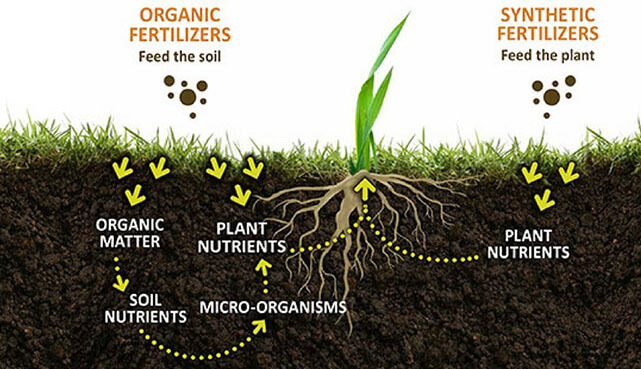 ORGANIC
FERTILIZERS
Feed the soil
SYNTHETIC
FERTILIZERS
Feed the plant
ORGANIC
MATTER
PLANT
NUTRIENTS
PLANT
NUTRIENTS
SOIL
NUTRIENTS
MICRO-ORGANISMS